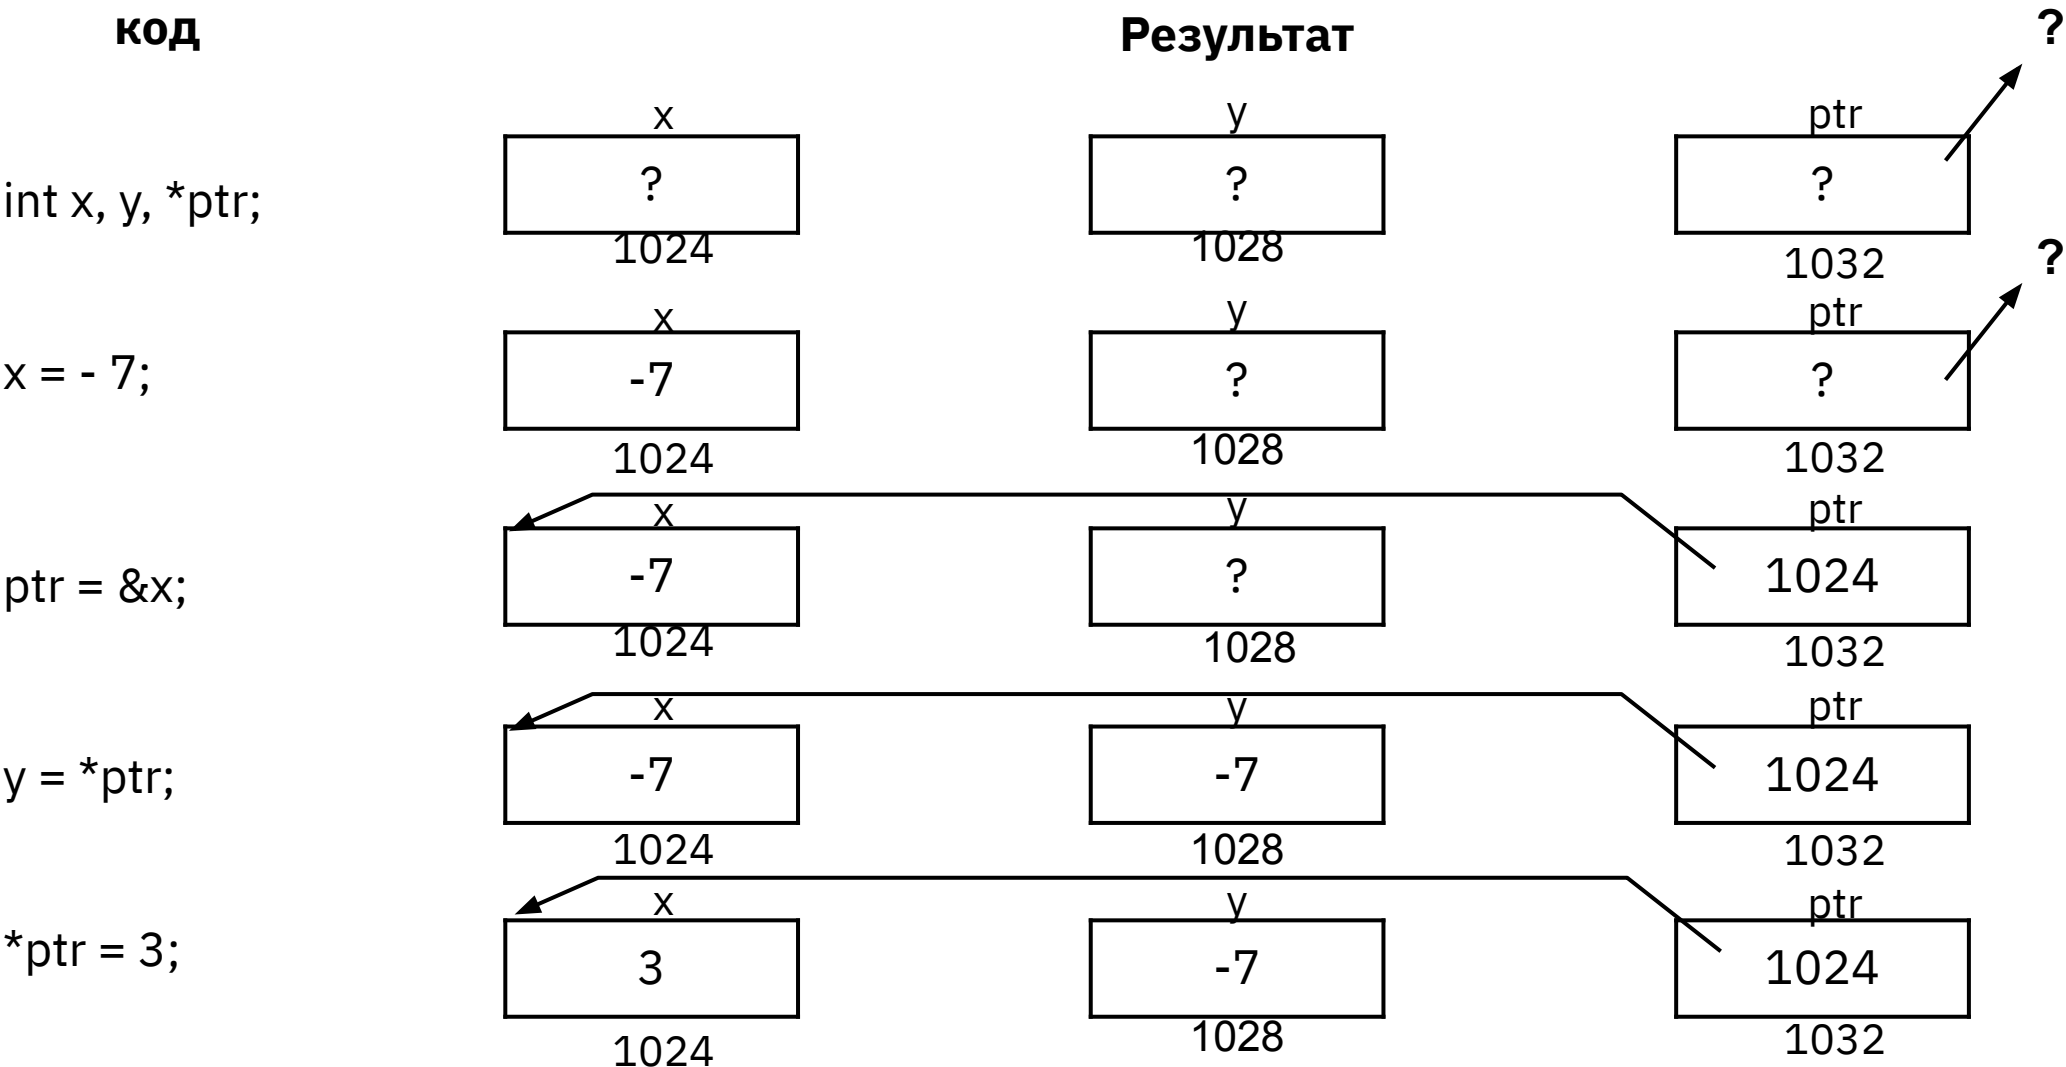 код Результат ?
x y ptr
int x, y, *ptr; ? ? ?
1024 1028 1032 ?
x y ptr
x = - 7; -7 ? ?
1024 1028 1032
x y ptr
ptr = &x; -7 ? 1024
1024 1028 1032
x y ptr
y = *ptr; -7 -7 1024
1024 1028 1032
x y ptr
*ptr = 3; 3 -7 1024
1024 1028 1032